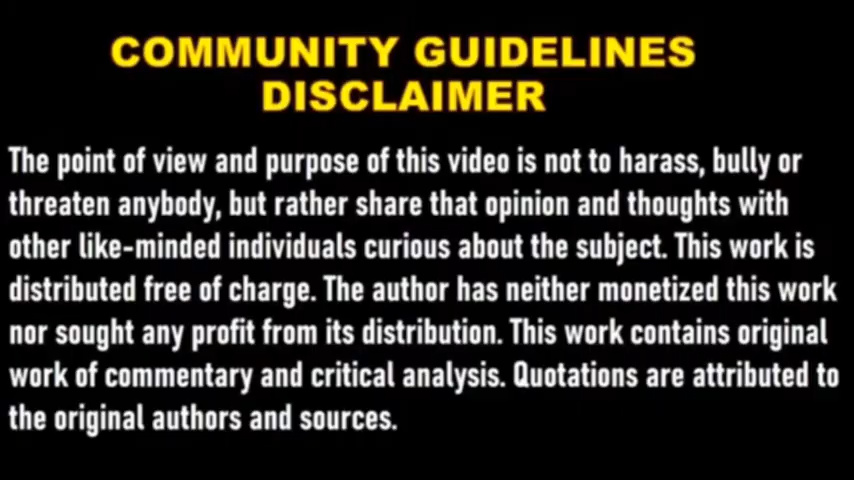 COMMUNITY GUIDELINES
DISCLAIMER
The point of view and purpose of this video is not to harass, bully or
threaten anybody, but rather share that opinion and thoughts with
other like-minded individuals curious about the subject. This work is
distributed free of charge. The author has neither monetized this work
nor sought any profit from its distribution. This work contains original
work of commentary and critical analysis. Quotations are attributed to
the original authors and sources.